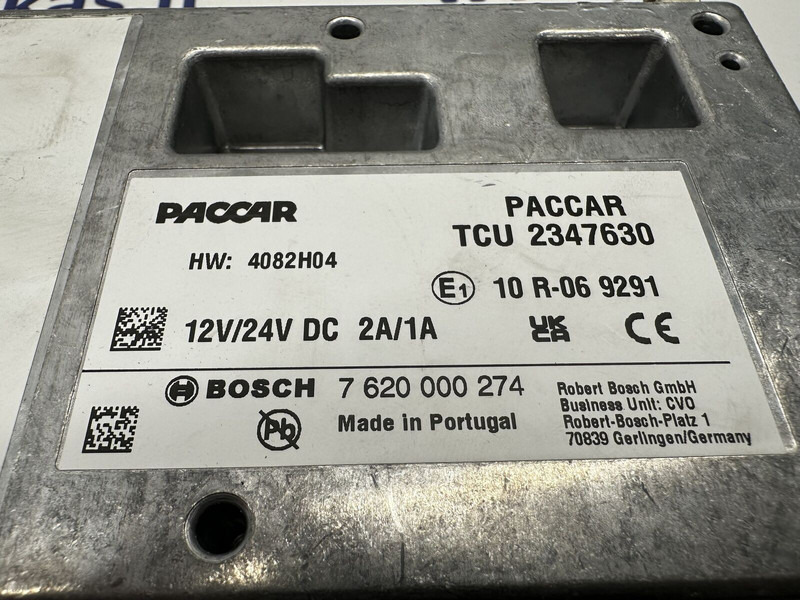 PACCAR
PACCAR
TCU 2347630
HW: 4082H04
E1 10 R-06 9291
12V/24V DC 2A/1A
UK
CA
CE
BOSCH 7 620 000 274
Pb
Made in Portugal
Robert Bosch GmbH
Business Unit: CVO
Robert-Bosch-Platz 1
70839 Gerlingen/Germany